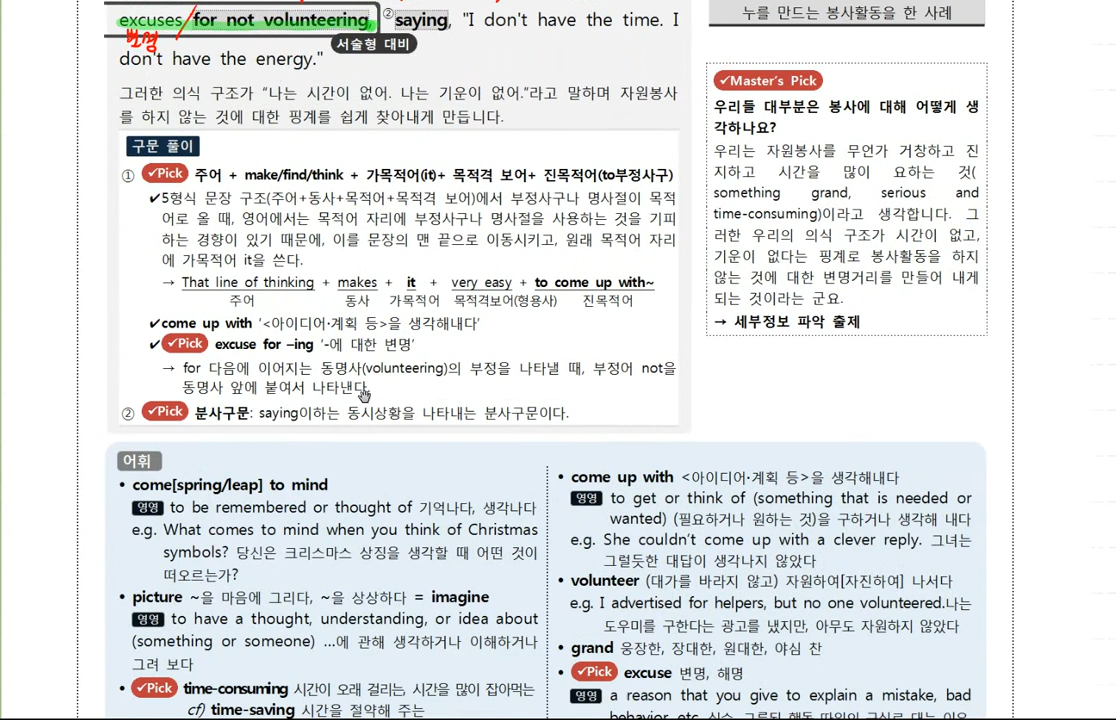 excuses for not volunteering, ②saying, "I don't have the time. I
변명
서술형 대비
don't have the energy."
그러한 의식 구조가 “나는 시간이 없어. 나는 기운이 없어.”라고 말하며 자원봉사
를 하지 않는 것에 대한 핑계를 쉽게 찾아내게 만듭니다.
구문 풀이
① ✓Pick 주어 + make/find/think + 가목적어(it)+ 목적격 보어+ 진목적어(to부정사구)
✓5형식 문장 구조(주어+동사+목적어+목적격 보어)에서 부정사구나 명사절이 목적
어로 올 때, 영어에서는 목적어 자리에 부정사구나 명사절을 사용하는 것을 기피
하는 경향이 있기 때문에, 이를 문장의 맨 끝으로 이동시키고, 원래 목적어 자리
에 가목적어 it을 쓴다.
→ That line of thinking + makes + it + very easy + to come up with~
주어 동사 가목적어 목적격보어(형용사) 진목적어
✓come up with ‘<아이디어·계획 등>을 생각해내다’
✓ ✓Pick excuse for –ing ‘-에 대한 변명’
→ for 다음에 이어지는 동명사(volunteering)의 부정을 나타낼 때, 부정어 not을
동명사 앞에 붙여서 나타낸다.
② ✓Pick 분사구문: saying이하는 동시상황을 나타내는 분사구문이다.
누를 만드는 봉사활동을 한 사례
✓Master's Pick
우리들 대부분은 봉사에 대해 어떻게 생
각하나요?
우리는 자원봉사를 무언가 거창하고 진
지하고 시간을 많이 요하는 것(
something grand, serious and
time-consuming)이라고 생각합니다. 그
러한 우리의 의식 구조가 시간이 없고,
기운이 없다는 핑계로 봉사활동을 하지
않는 것에 대한 변명거리를 만들어 내게
되는 것이라는 군요.
→ 세부정보 파악 출제
어휘
• come[spring/leap] to mind
영영 to be remembered or thought of 기억나다, 생각나다
e.g. What comes to mind when you think of Christmas
symbols? 당신은 크리스마스 상징을 생각할 때 어떤 것이
떠오르는가?
• picture ~을 마음에 그리다, ~을 상상하다 = imagine
영영 to have a thought, understanding, or idea about
(something or someone) …에 관해 생각하거나 이해하거나
그려 보다
• ✓Pick time-consuming 시간이 오래 걸리는, 시간을 많이 잡아먹는
cf) time-saving 시간을 절약해 주는
• come up with <아이디어·계획 등>을 생각해내다
영영 to get or think of (something that is needed or
wanted) (필요하거나 원하는 것)을 구하거나 생각해 내다
e.g. She couldn't come up with a clever reply. 그녀는
그럴듯한 대답이 생각나지 않았다
• volunteer (대가를 바라지 않고) 자원하여[자진하여] 나서다
e.g. I advertised for helpers, but no one volunteered.나는
도우미를 구한다는 광고를 냈지만, 아무도 자원하지 않았다
• grand 웅장한, 장대한, 원대한, 야심 찬
• ✓Pick excuse 변명, 해명
영영 a reason that you give to explain a mistake, bad
behavior, etc.